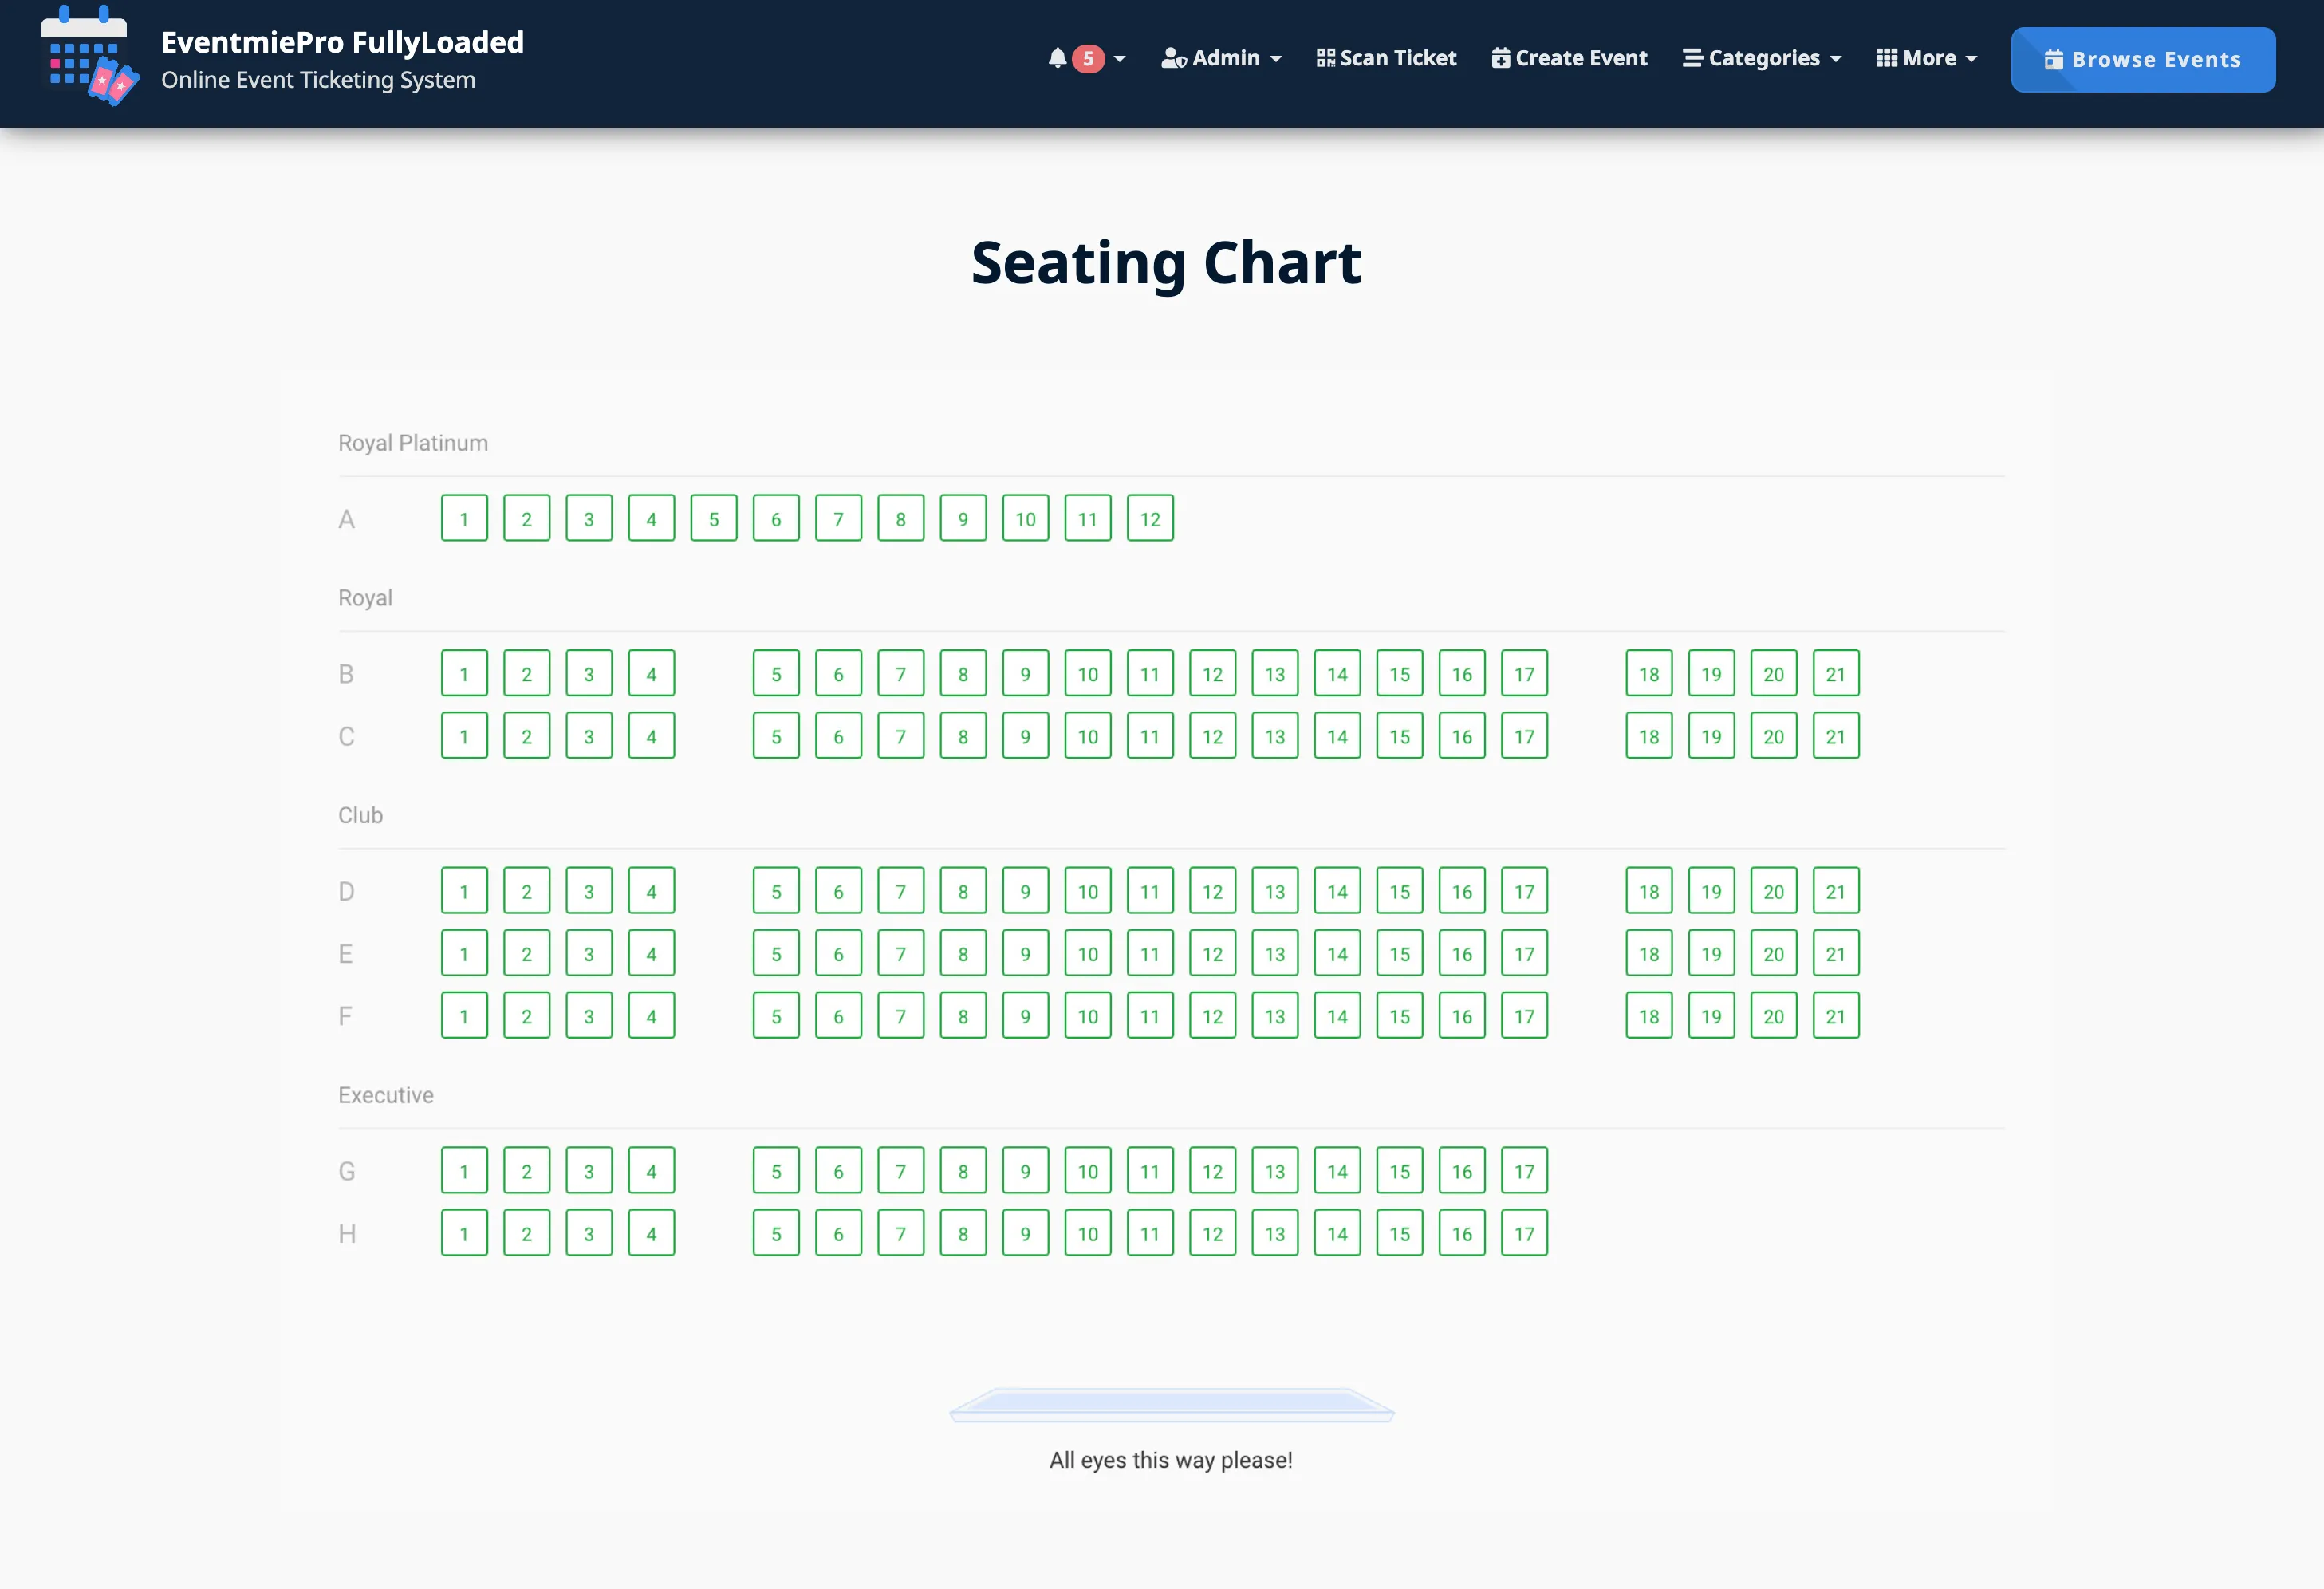 EventmiePro FullyLoaded
Online Event Ticketing System
5 Admin Scan Ticket Create Event Categories More Browse Events
Seating Chart
Royal Platinum
A 1 2 3 4 5 6 7 8 9 10 11 12
Royal
B 1 2 3 4 5 6 7 8 9 10 11 12 13 14 15 16 17 18 19 20 21
C 1 2 3 4 5 6 7 8 9 10 11 12 13 14 15 16 17 18 19 20 21
Club
D 1 2 3 4 5 6 7 8 9 10 11 12 13 14 15 16 17 18 19 20 21
E 1 2 3 4 5 6 7 8 9 10 11 12 13 14 15 16 17 18 19 20 21
F 1 2 3 4 5 6 7 8 9 10 11 12 13 14 15 16 17 18 19 20 21
Executive
G 1 2 3 4 5 6 7 8 9 10 11 12 13 14 15 16 17
H 1 2 3 4 5 6 7 8 9 10 11 12 13 14 15 16 17
All eyes this way please!